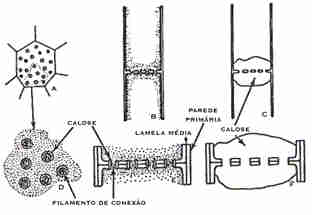 A
B
C
CALOSE
LAMELA MÉDIA
PAREDE
PRIMÁRIA
CALOSE
D
FILAMENTO DE CONEXÃO